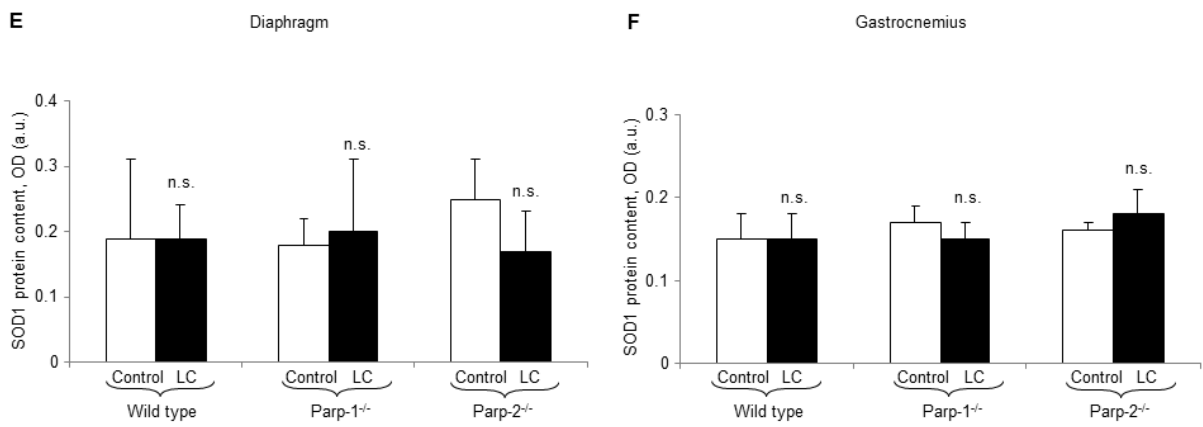 E
Diaphragm
SOD1 protein content, OD (a.u.)
0.4
0.3
0.2
0.1
0
n.s.
n.s.
n.s.
Control LC
Control LC
Control LC
Wild type
Parp-1-/-
Parp-2-/-
F
Gastrocnemius
SOD1 protein content, OD (a.u.)
0.3
0.2
0.1
0
n.s.
n.s.
n.s.
Control LC
Control LC
Control LC
Wild type
Parp-1-/-
Parp-2-/-